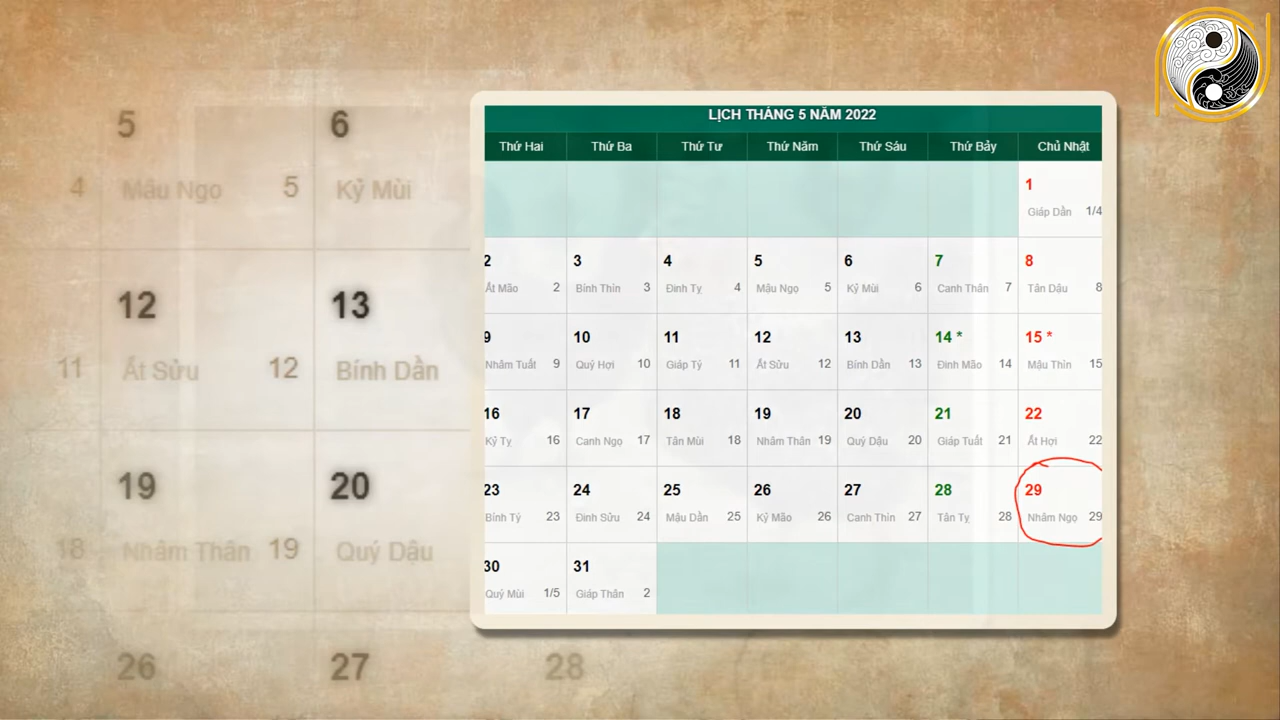 LỊCH THÁNG 5 NĂM 2022
Thứ Hai Thứ Ba Thứ Tư Thứ Năm Thứ Sáu Thứ Bảy Chủ Nhật
1
Giáp Dần 1/4
2 3 4 5 6 7 8
Ất Mão 2 Bính Thìn 3 Đinh Tỵ 4 Mậu Ngọ 5 Kỷ Mùi 6 Canh Thân 7 Tân Dậu 8
9 10 11 12 13 14 * 15 *
Nhâm Tuất 9 Quý Hợi 10 Giáp Tý 11 Ất Sửu 12 Bính Dần 13 Đinh Mão 14 Mậu Thìn 15
16 17 18 19 20 21 22
Kỷ Tỵ 16 Canh Ngọ 17 Tân Mùi 18 Nhâm Thân 19 Quý Dậu 20 Giáp Tuất 21 Ất Hợi 22
23 24 25 26 27 28 29
Bính Tý 23 Đinh Sửu 24 Mậu Dần 25 Kỷ Mão 26 Canh Thìn 27 Tân Tỵ 28 Nhâm Ngọ 29
30 31
Quý Mùi 1/5 Giáp Thân 2
5 6
4 Mậu Ngọ 5 Kỷ Mùi
12 13
11 Ất Sửu 12 Bính Dần
19 20
18 Nhâm Thân 19 Quý Dậu
26 27 28